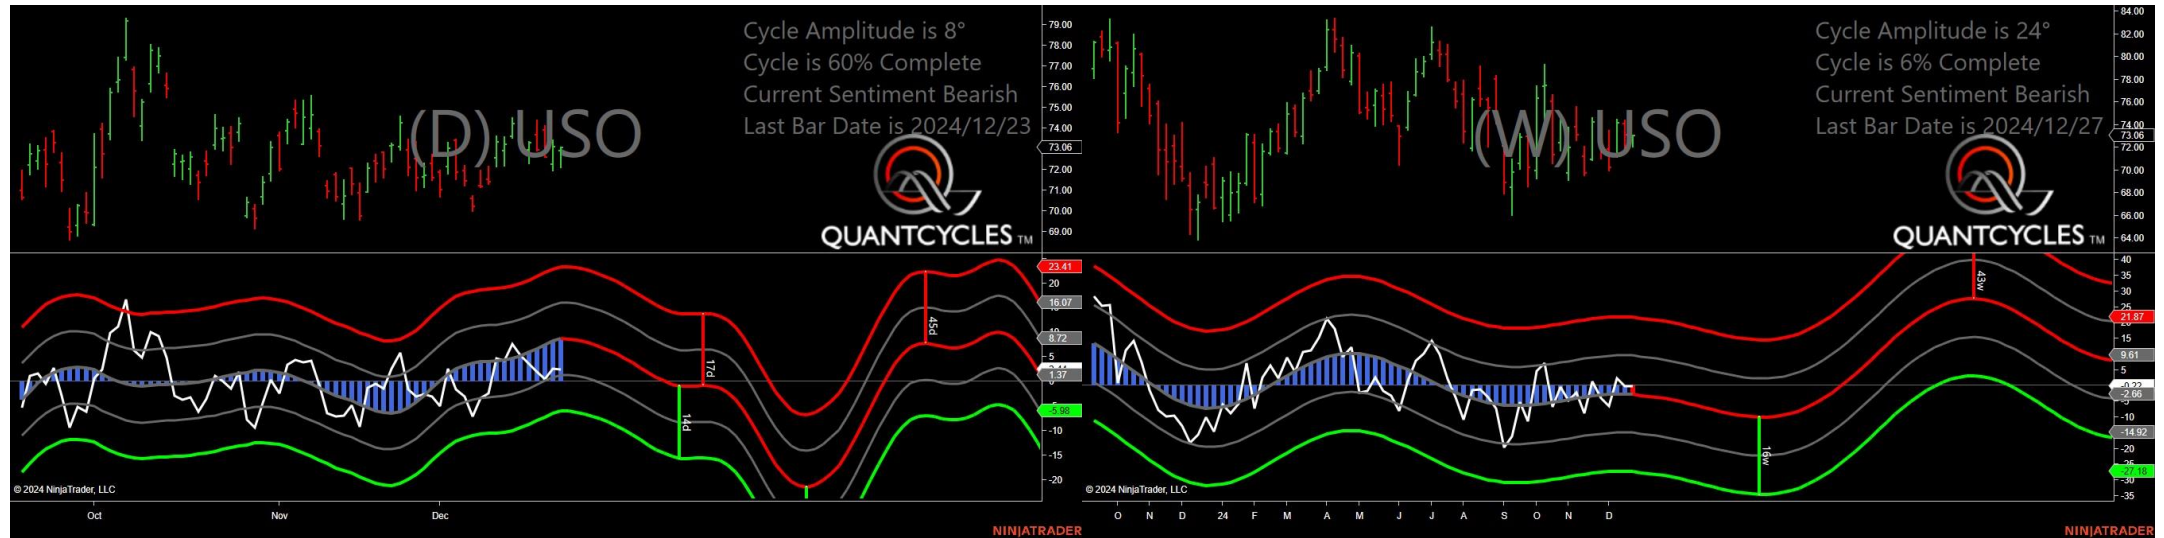 Cycle Amplitude is 8°
Cycle is 60% Complete
Current Sentiment Bearish
Last Bar Date is 2024/12/23
(D) USO
QUANTCYCLES TM
79.00
78.00
77.00
76.00
75.00
74.00
73.06
72.00
71.00
70.00
69.00
23.41
20
16.07
8.72
5
1.37
-5.98
-10
-15
-20
17d
14d
45d
© 2024 NinjaTrader, LLC
Oct Nov Dec
NINJATRADER
Cycle Amplitude is 24°
Cycle is 6% Complete
Current Sentiment Bearish
Last Bar Date is 2024/12/27
(W) USO
QUANTCYCLES TM
84.00
82.00
80.00
78.00
76.00
74.00
73.06
72.00
70.00
68.00
66.00
64.00
40
35
30
25
21.87
15
9.61
5
-0.22
-2.66
-10
-14.92
-20
-27.18
-35
43w
16w
© 2024 NinjaTrader, LLC
O N D 24 F M A M J J A S O N D
NINJATRADER